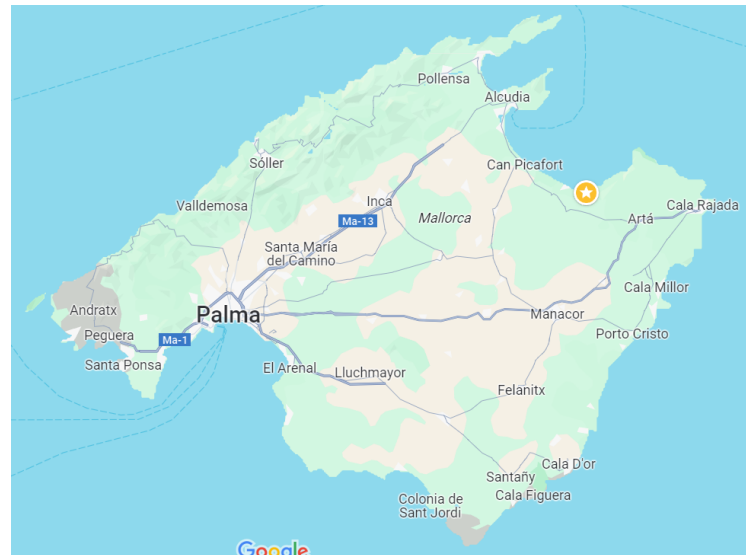 Pollensa
Alcudia
Sóller
Can Picafort
Valldemosa
Inca
Ma-13
Mallorca
Artá
Cala Rajada
Santa María
del Camino
Cala Millor
Andratx
Palma
Manacor
Peguera
Ma-1
Porto Cristo
Santa Ponsa
El Arenal
Lluchmayor
Felanitx
Cala D'or
Santañy
Cala Figuera
Colonia de
Sant Jordi
Google